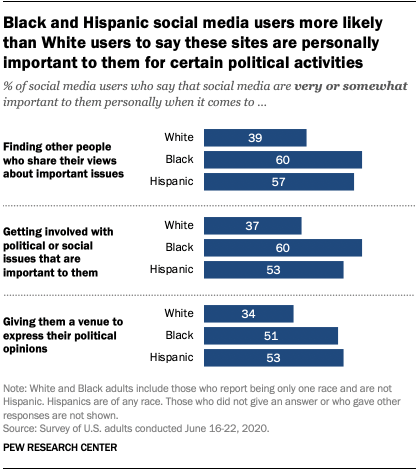 Black and Hispanic social media users more likely
than White users to say these sites are personally
important to them for certain political activities
% of social media users who say that social media are very or somewhat
important to them personally when it comes to ...
Finding other people
who share their views
about important issues
White 39
Black 60
Hispanic 57
Getting involved with
political or social
issues that are
important to them
White 37
Black 60
Hispanic 53
Giving them a venue to
express their political
opinions
White 34
Black 51
Hispanic 53
Note: White and Black adults include those who report being only one race and are not
Hispanic. Hispanics are of any race. Those who did not give an answer or who gave other
responses are not shown.
Source: Survey of U.S. adults conducted June 16-22, 2020.
PEW RESEARCH CENTER